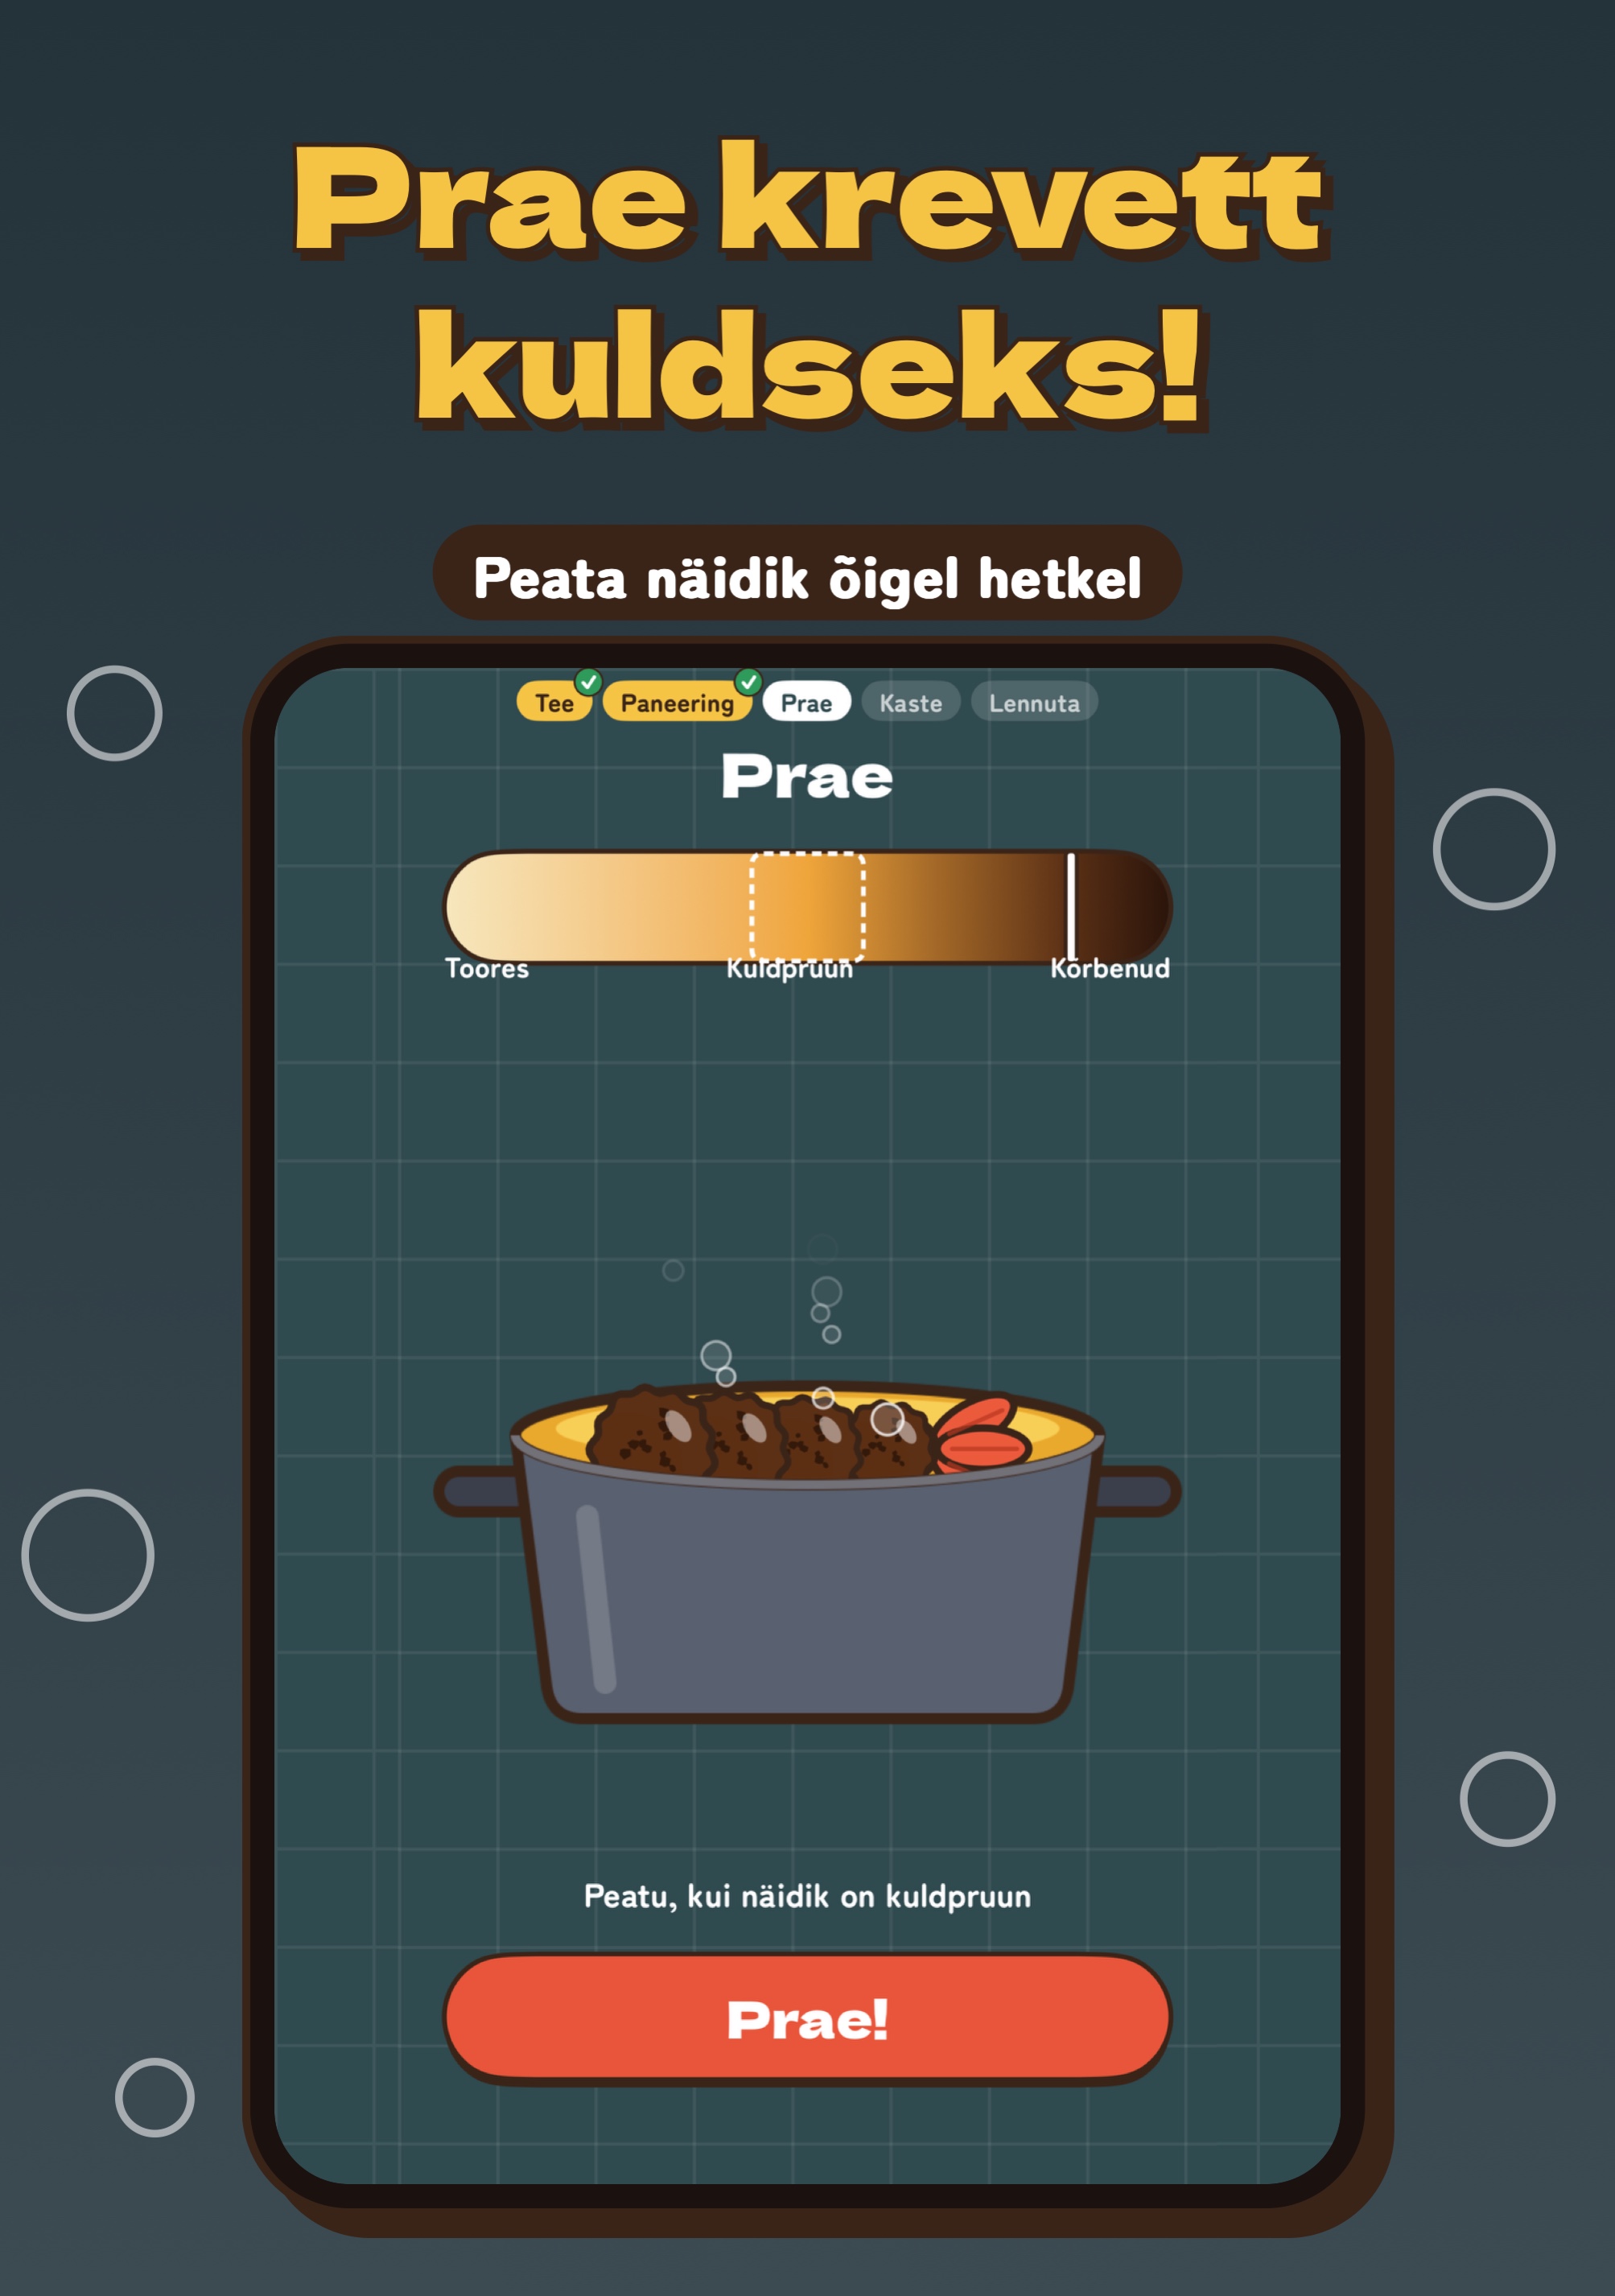 Prae krevett
kuldseks!
Peata näidik õigel hetkel
Tee Paneering Prae Kaste Lennuta
Prae
Toores Kuldpruun Kõrbenud
Peatu, kui näidik on kuldpruun
Prae!